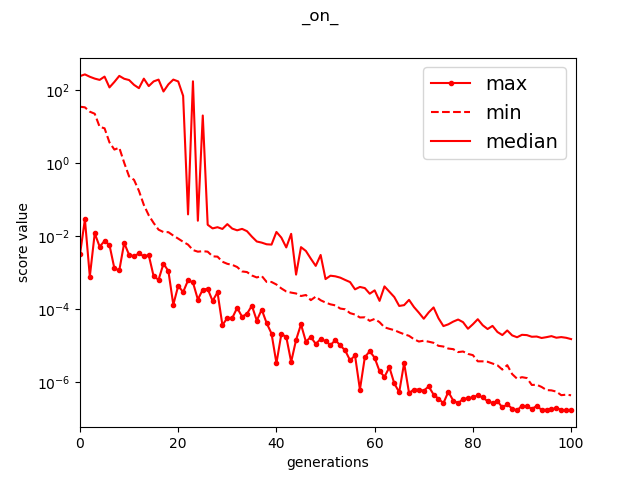 _on_
10²
10⁰
10⁻²
10⁻⁴
10⁻⁶
score value
max
min
median
0 20 40 60 80 100
generations